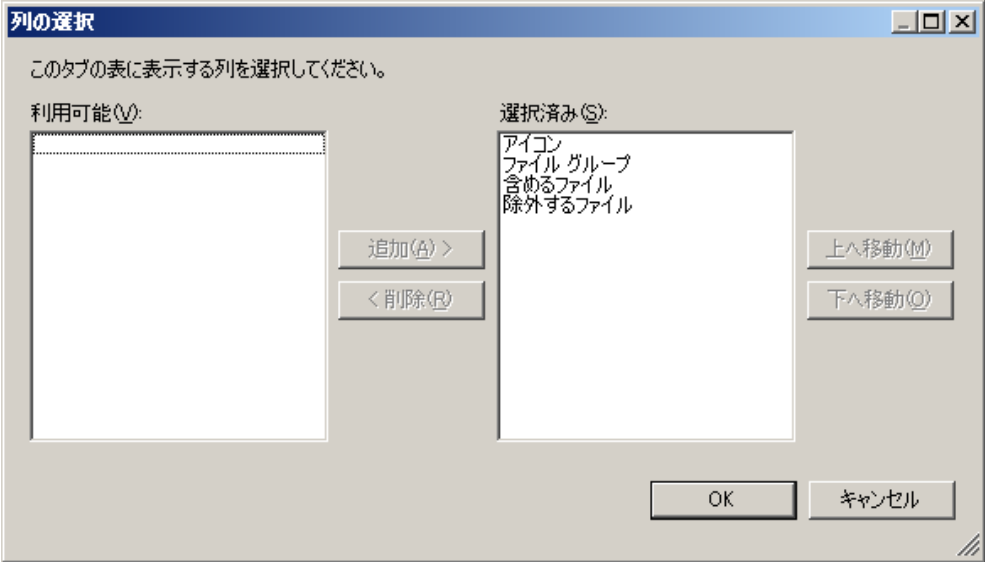 列の選択
このタブの表に表示する列を選択してください。
利用可能(V):
選択済み(S):
アイコン
ファイル グループ
含めるファイル
除外するファイル
追加(A) >
< 削除(R)
上へ移動(M)
下へ移動(O)
OK
キャンセル